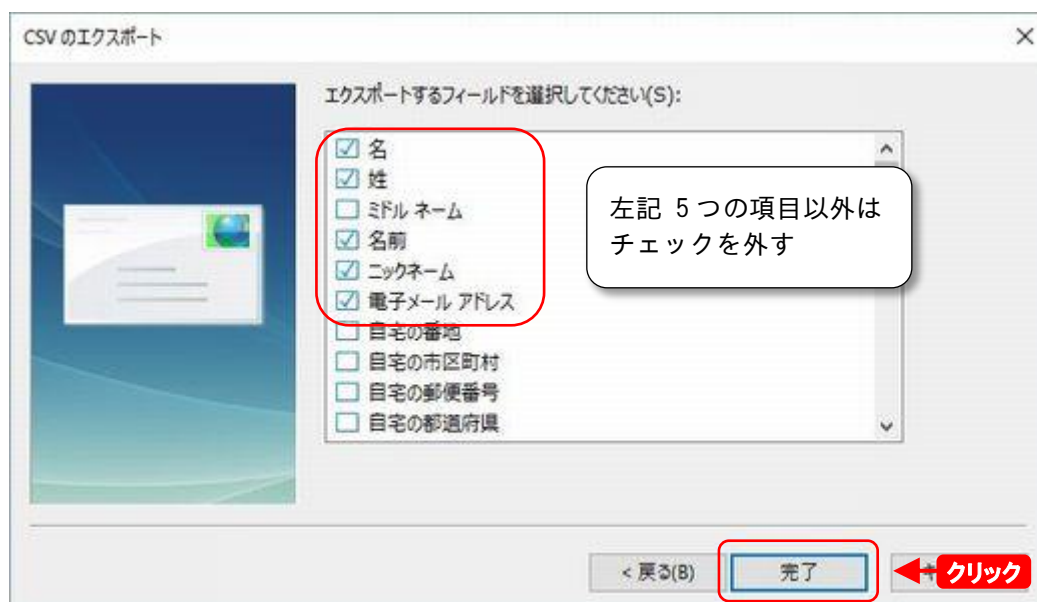 CSV のエクスポート
エクスポートするフィールドを選択してください(S):
名
姓
ミドル ネーム
名前
ニックネーム
電子メール アドレス
自宅の番地
自宅の市区町村
自宅の郵便番号
自宅の都道府県
左記 5 つの項目以外は
チェックを外す
< 戻る(B)
完了
クリック